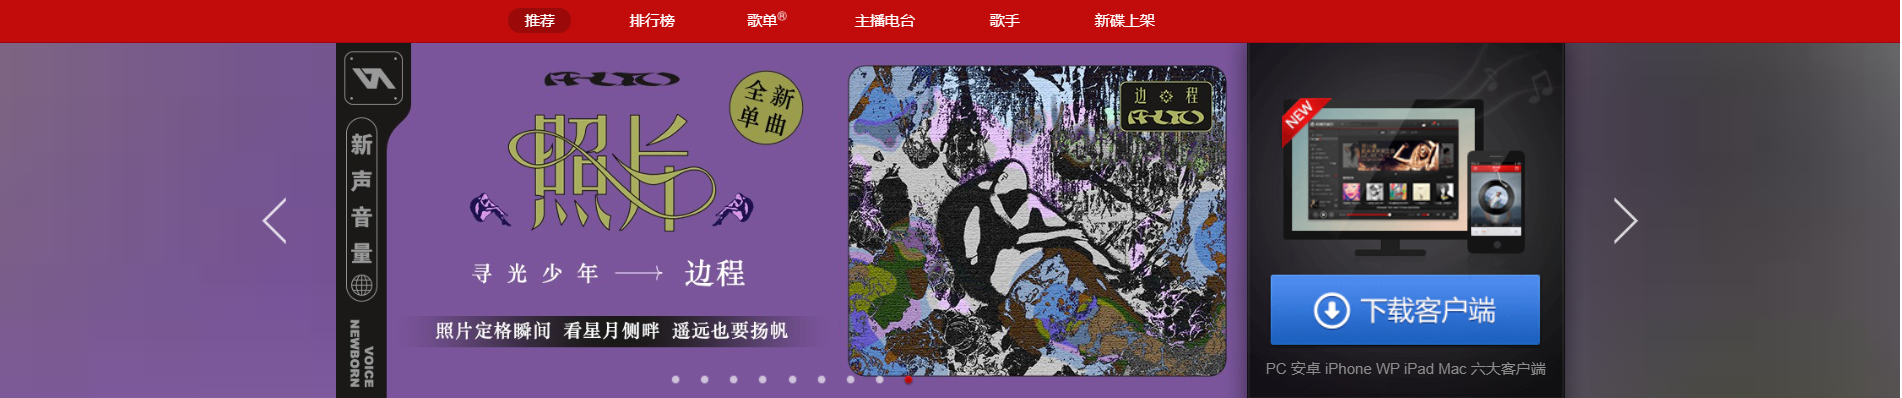 推荐 排行榜 歌单® 主播电台 歌手 新碟上架
新声音量
VOICE
NEWBORN
PHOTO
照片
全新
单曲
寻光少年 → 边程
照片定格瞬间 看星月侧畔 遥远也要扬帆
边程
PHOTO
NEW
下载客户端
PC 安卓 iPhone WP iPad Mac 六大客户端